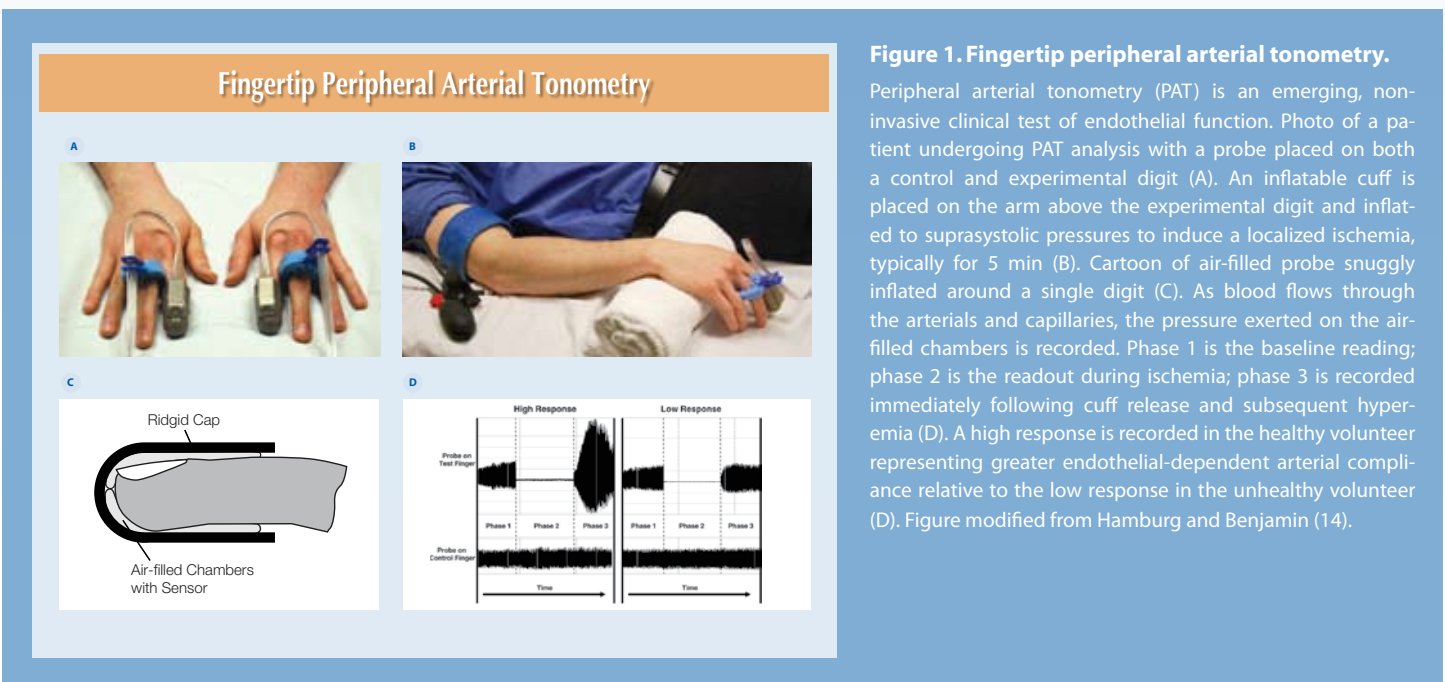 Fingertip Peripheral Arterial Tonometry
A
B
C
Ridgid Cap
Air-filled Chambers
with Sensor
D
High Response
Low Response
Probe on
Test Finger
Phase 1
Phase 2
Phase 3
Phase 1
Phase 2
Phase 3
Probe on
Control Finger
Time
Time
Figure 1. Fingertip peripheral arterial tonometry.
Peripheral arterial tonometry (PAT) is an emerging, non-
invasive clinical test of endothelial function. Photo of a pa-
tient undergoing PAT analysis with a probe placed on both
a control and experimental digit (A). An inflatable cuff is
placed on the arm above the experimental digit and inflat-
ed to suprasystolic pressures to induce a localized ischemia,
typically for 5 min (B). Cartoon of air-filled probe snuggly
inflated around a single digit (C). As blood flows through
the arterials and capillaries, the pressure exerted on the air-
filled chambers is recorded. Phase 1 is the baseline reading;
phase 2 is the readout during ischemia; phase 3 is recorded
immediately following cuff release and subsequent hyper-
emia (D). A high response is recorded in the healthy volunteer
representing greater endothelial-dependent arterial compli-
ance relative to the low response in the unhealthy volunteer
(D). Figure modified from Hamburg and Benjamin (14).